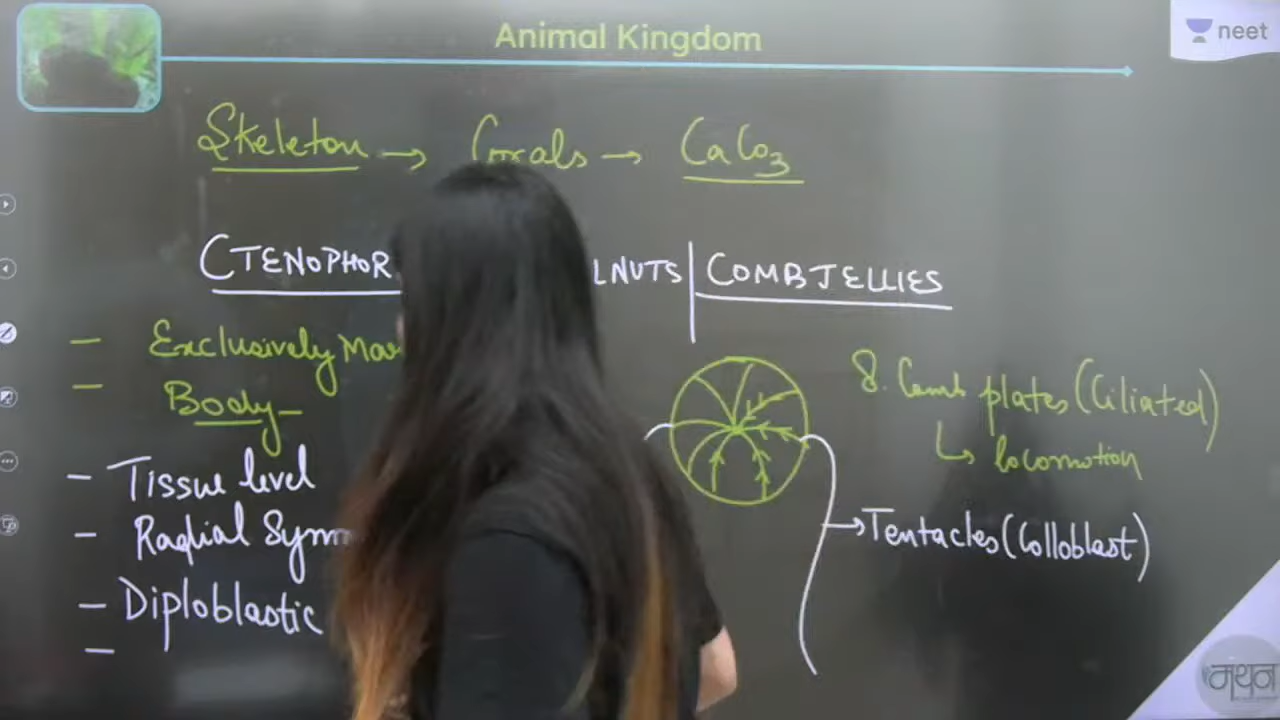 Animal Kingdom
neet
Skeleton → Corals → CaCo3
CTENOPHOR LNUTS | COMBJELLIES
- Exclusively Mar
- Body -
8. Comb plates (Ciliated)
↳ locomotion
- Tissue level
- Radial Symm
→ Tentacles (Colloblast)
- Diploblastic
-
मंथन